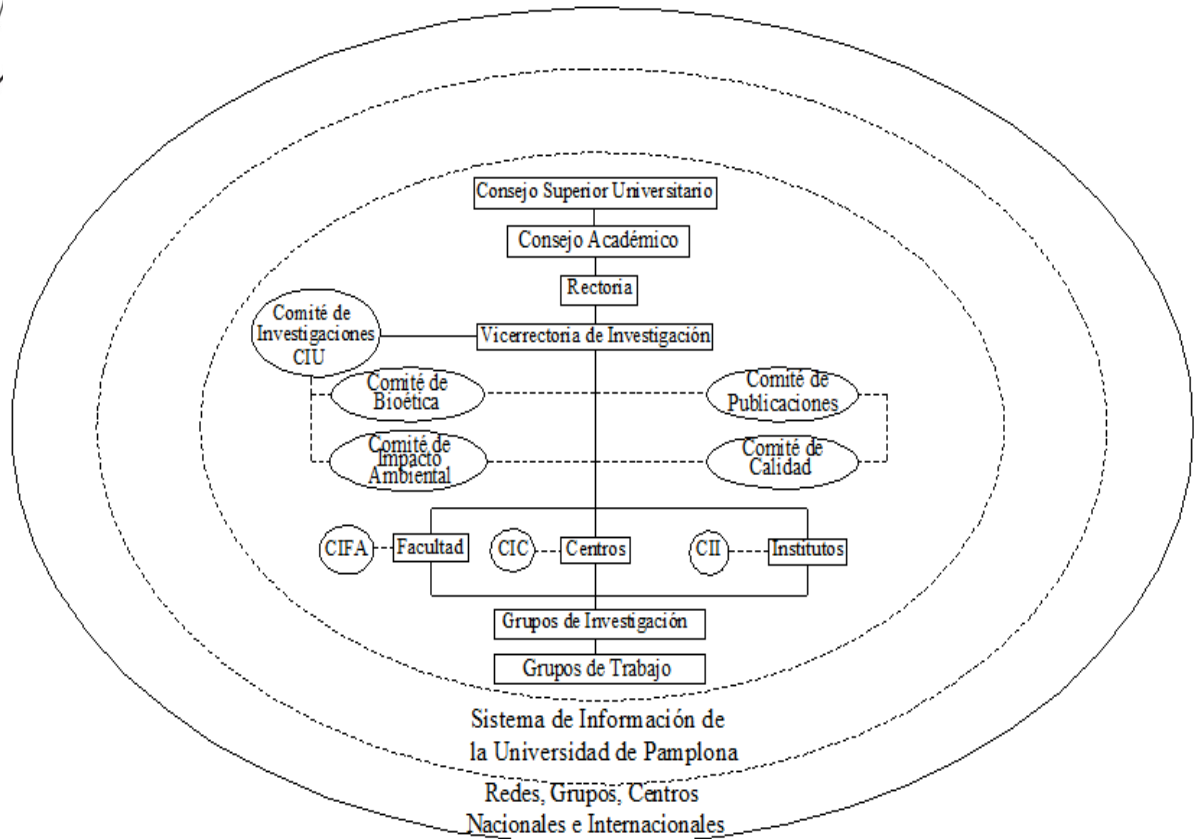 Consejo Superior Universitario
Consejo Académico
Rectoria
Comité de
Investigaciones
CIU
Vicerrectoria de Investigación
Comité de
Bioética
Comité de
Publicaciones
Comité de
Impacto
Ambiental
Comité de
Calidad
CIFA
Facultad
CIC
Centros
CII
Institutos
Grupos de Investigación
Grupos de Trabajo
Sistema de Información de
la Universidad de Pamplona
Redes, Grupos, Centros
Nacionales e Internacionales